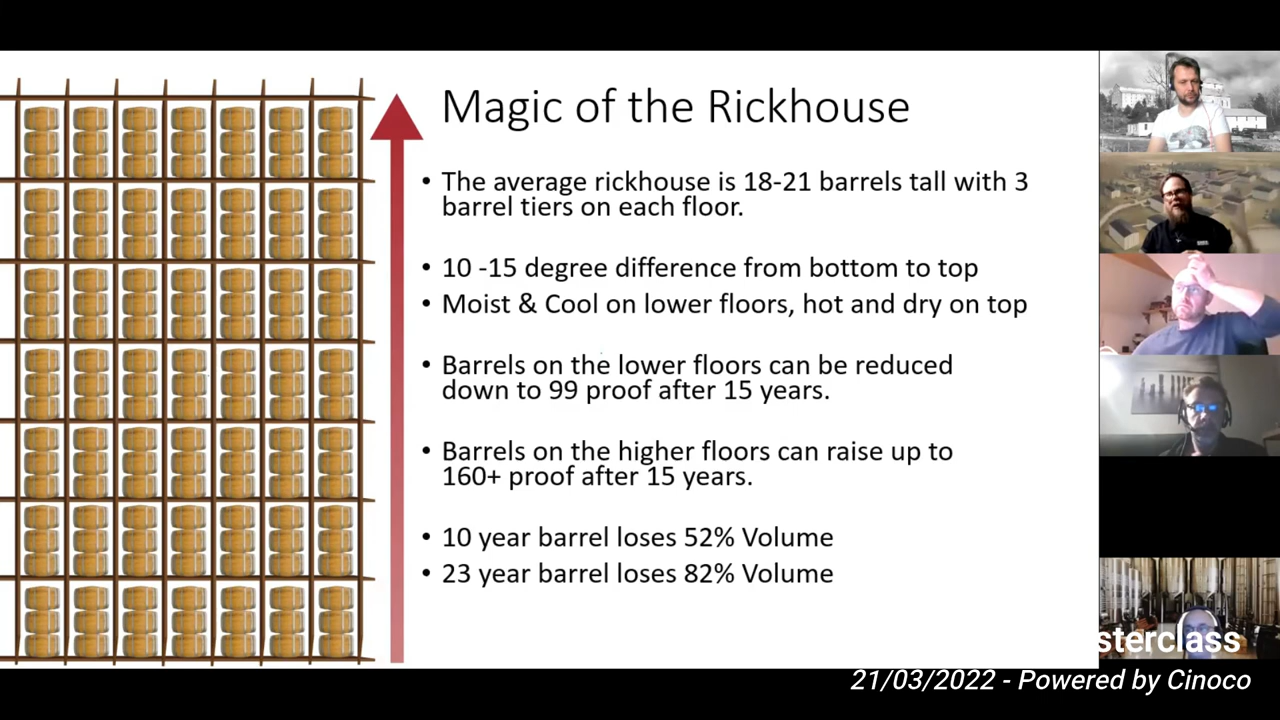 Magic of the Rickhouse
• The average rickhouse is 18-21 barrels tall with 3
barrel tiers on each floor.
• 10 -15 degree difference from bottom to top
• Moist & Cool on lower floors, hot and dry on top
• Barrels on the lower floors can be reduced
down to 99 proof after 15 years.
• Barrels on the higher floors can raise up to
160+ proof after 15 years.
• 10 year barrel loses 52% Volume
• 23 year barrel loses 82% Volume
sterclass
21/03/2022 - Powered by Cinoco